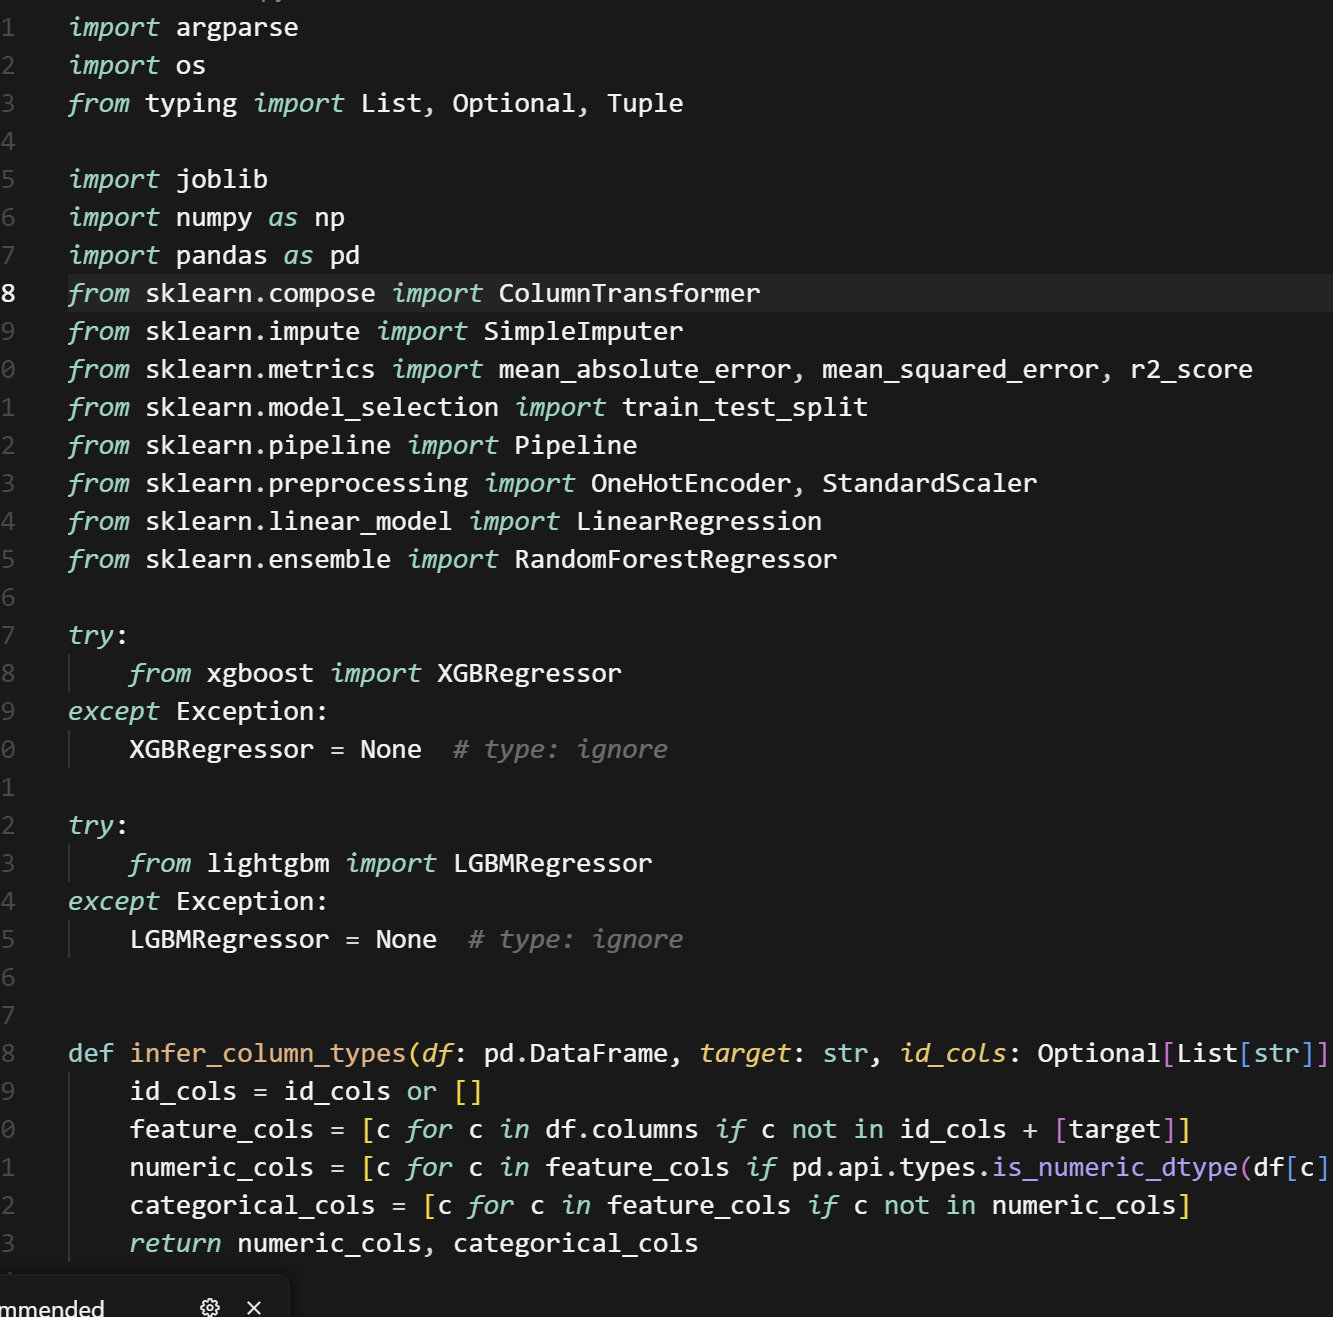 1 import argparse
2 import os
3 from typing import List, Optional, Tuple
4
5 import joblib
6 import numpy as np
7 import pandas as pd
8 from sklearn.compose import ColumnTransformer
9 from sklearn.impute import SimpleImputer
0 from sklearn.metrics import mean_absolute_error, mean_squared_error, r2_score
1 from sklearn.model_selection import train_test_split
2 from sklearn.pipeline import Pipeline
3 from sklearn.preprocessing import OneHotEncoder, StandardScaler
4 from sklearn.linear_model import LinearRegression
5 from sklearn.ensemble import RandomForestRegressor
6
7 try:
8     from xgboost import XGBRegressor
9 except Exception:
0     XGBRegressor = None  # type: ignore
1
2 try:
3     from lightgbm import LGBMRegressor
4 except Exception:
5     LGBMRegressor = None  # type: ignore
6
7
8 def infer_column_types(df: pd.DataFrame, target: str, id_cols: Optional[List[str]]
9     id_cols = id_cols or []
0     feature_cols = [c for c in df.columns if c not in id_cols + [target]]
1     numeric_cols = [c for c in feature_cols if pd.api.types.is_numeric_dtype(df[c]
2     categorical_cols = [c for c in feature_cols if c not in numeric_cols]
3     return numeric_cols, categorical_cols
mmended